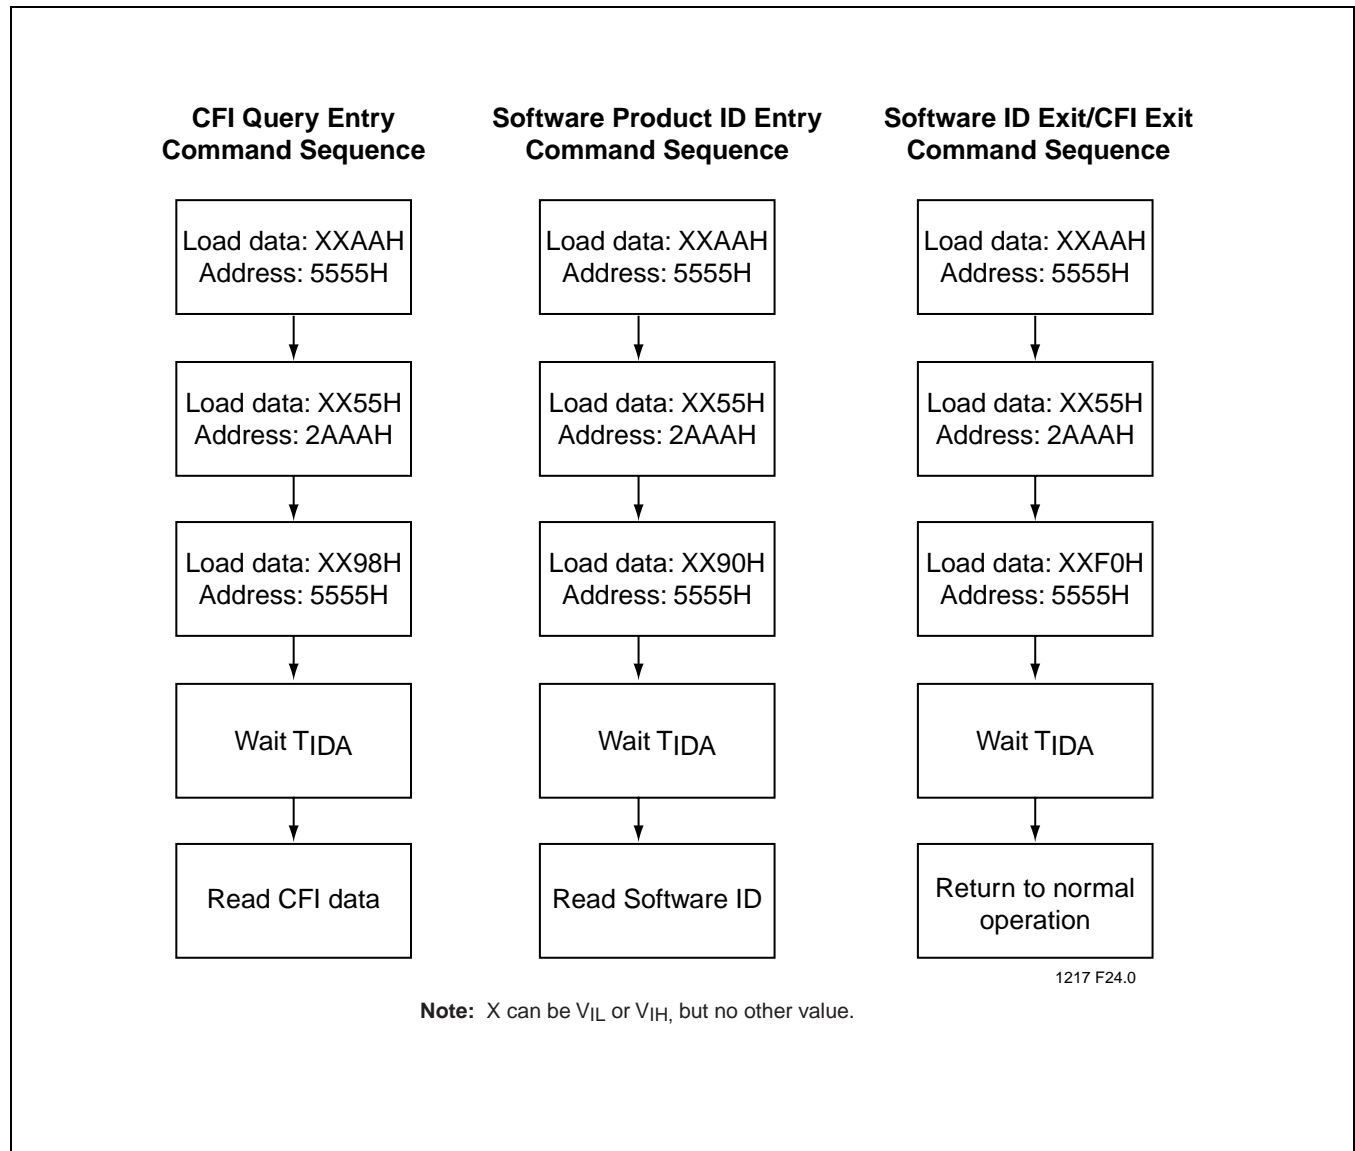 CFI Query Entry
Command Sequence
Load data: XXAAH
Address: 5555H
Load data: XX55H
Address: 2AAAH
Load data: XX98H
Address: 5555H
Wait TIDA
Read CFI data
Software Product ID Entry
Command Sequence
Load data: XXAAH
Address: 5555H
Load data: XX55H
Address: 2AAAH
Load data: XX90H
Address: 5555H
Wait TIDA
Read Software ID
Software ID Exit/CFI Exit
Command Sequence
Load data: XXAAH
Address: 5555H
Load data: XX55H
Address: 2AAAH
Load data: XXF0H
Address: 5555H
Wait TIDA
Return to normal
operation
1217 F24.0
Note: X can be VIL or VIH, but no other value.